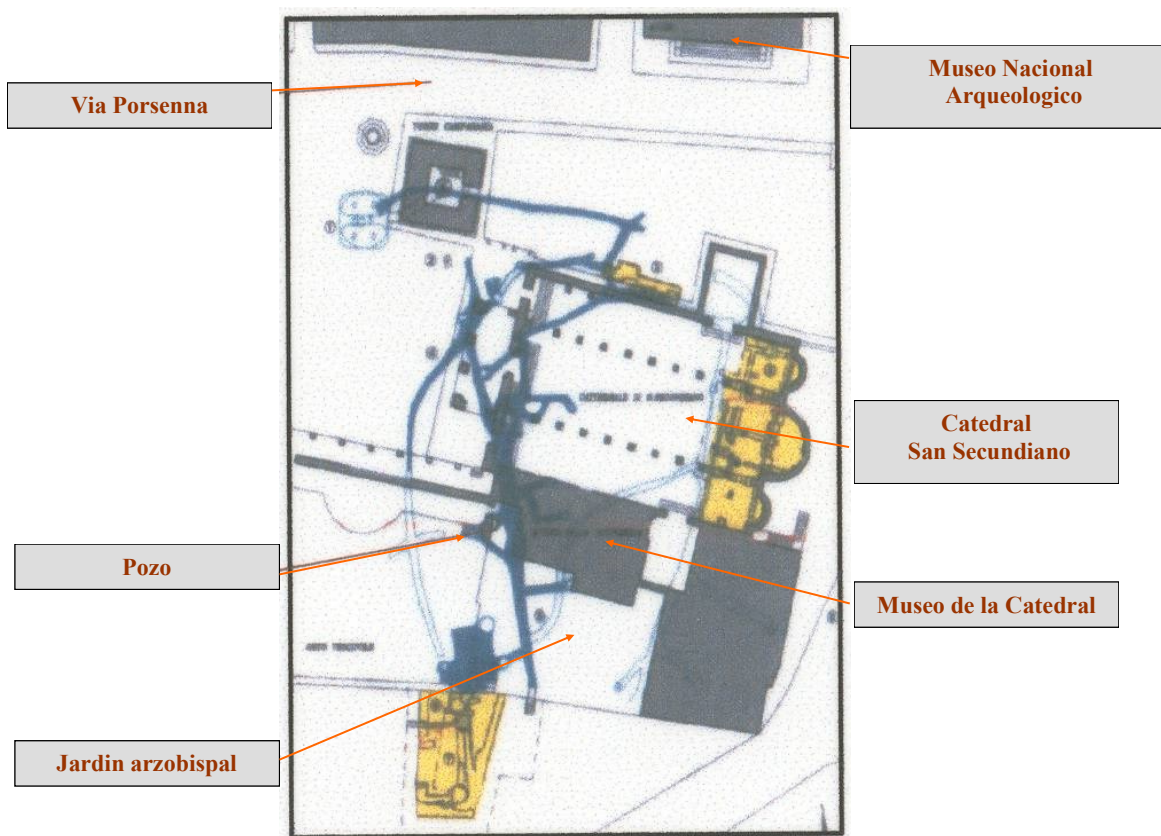 Via Porsenna
Museo Nacional
Arqueologico
Catedral
San Secundiano
Pozo
Museo de la Catedral
Jardin arzobispal